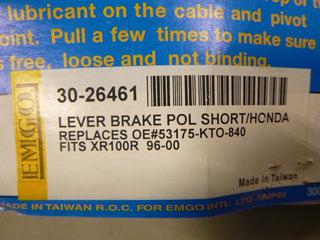 lubricant on the cable and pivot
oint. Pull a few times to make sure
s free, loose and not binding.
EMGO
30-26461
LEVER BRAKE POL SHORT/HONDA
REPLACES OE#53175-KTO-840
FITS XR100R 96-00
Made in Taiwan
MADE IN TAIWAN R.O.C. FOR EMGO INTL. LTD TAIPEI
300